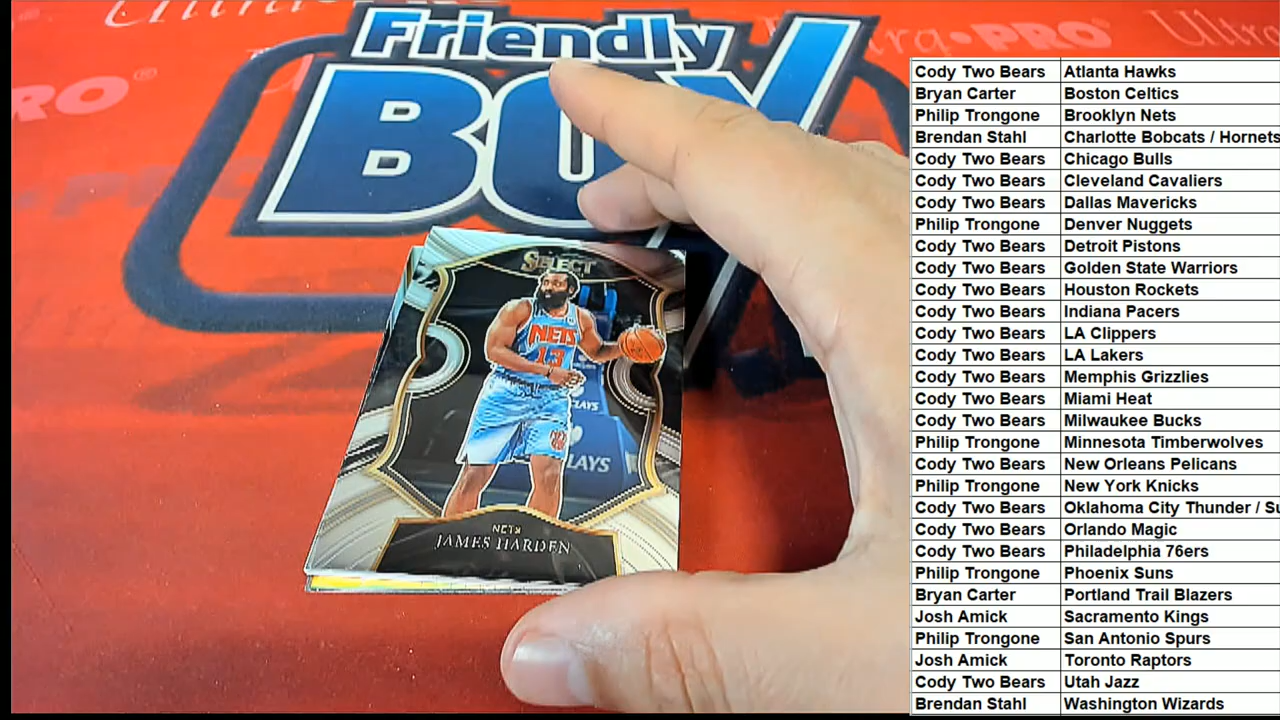 Friendly
BOX
Ultra PRO®
Ultra
RO®
SELECT
NETS
13
CLAYS
LAYS
NETS
JAMES HARDEN
Cody Two Bears Atlanta Hawks
Bryan Carter Boston Celtics
Philip Trongone Brooklyn Nets
Brendan Stahl Charlotte Bobcats / Hornets
Cody Two Bears Chicago Bulls
Cody Two Bears Cleveland Cavaliers
Cody Two Bears Dallas Mavericks
Philip Trongone Denver Nuggets
Cody Two Bears Detroit Pistons
Cody Two Bears Golden State Warriors
Cody Two Bears Houston Rockets
Cody Two Bears Indiana Pacers
Cody Two Bears LA Clippers
Cody Two Bears LA Lakers
Cody Two Bears Memphis Grizzlies
Cody Two Bears Miami Heat
Cody Two Bears Milwaukee Bucks
Philip Trongone Minnesota Timberwolves
Cody Two Bears New Orleans Pelicans
Philip Trongone New York Knicks
Cody Two Bears Oklahoma City Thunder / Su
Cody Two Bears Orlando Magic
Cody Two Bears Philadelphia 76ers
Philip Trongone Phoenix Suns
Bryan Carter Portland Trail Blazers
Josh Amick Sacramento Kings
Philip Trongone San Antonio Spurs
Josh Amick Toronto Raptors
Cody Two Bears Utah Jazz
Brendan Stahl Washington Wizards